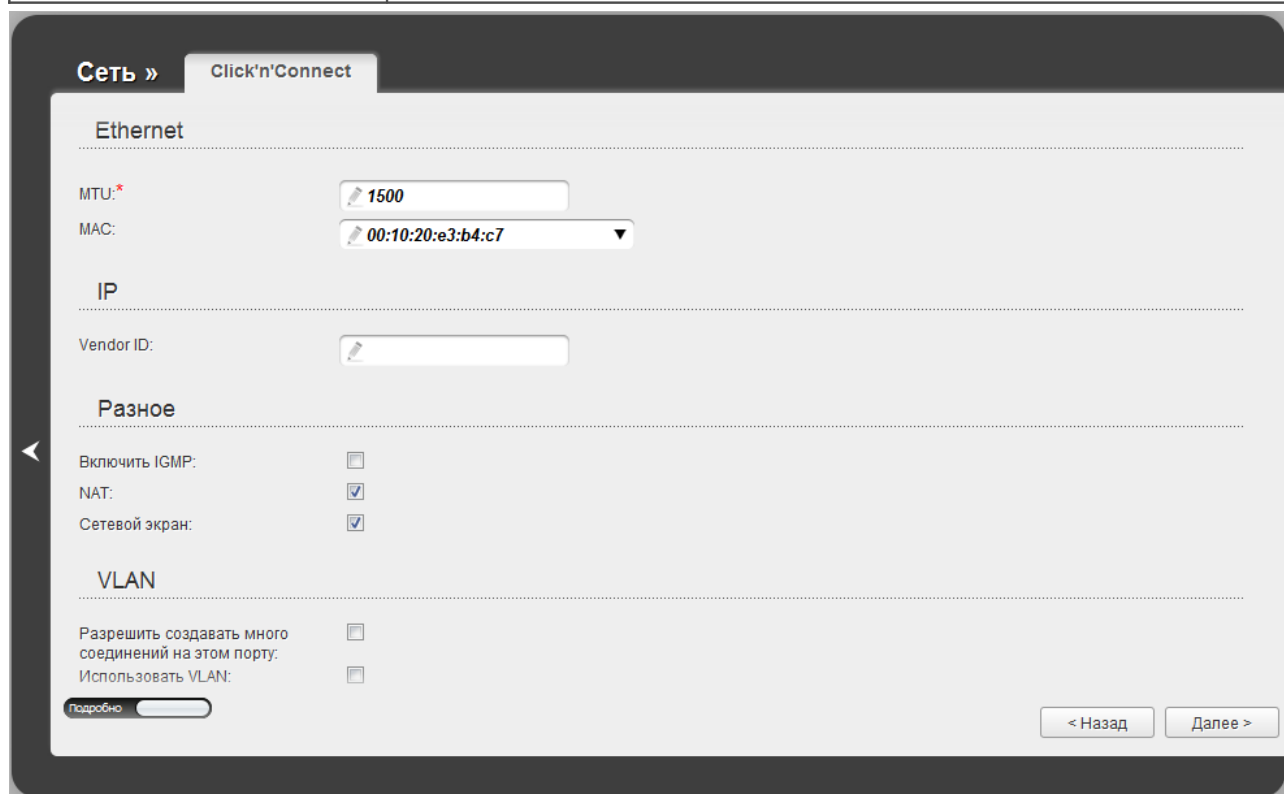 Сеть »
Click'n'Connect
Ethernet
MTU:*
1500
MAC:
00:10:20:e3:b4:c7
IP
Vendor ID:
Разное
Включить IGMP:
NAT:
Сетевой экран:
VLAN
Разрешить создавать много
соединений на этом порту:
Использовать VLAN:
Подробно
< Назад
Далее >